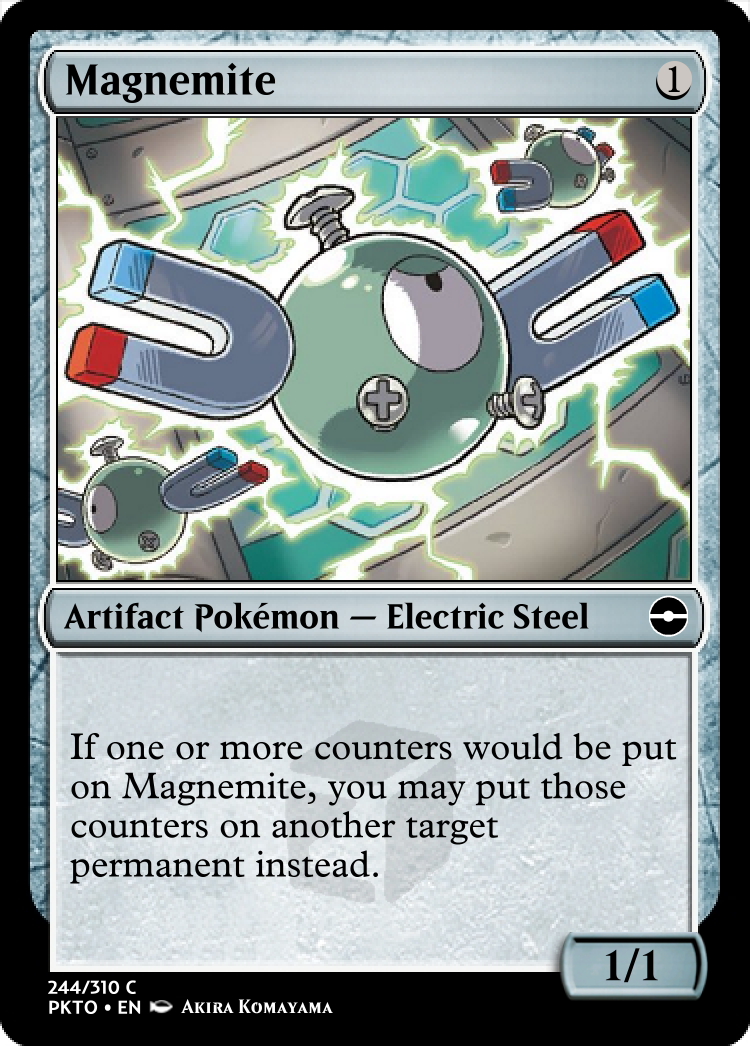 Magnemite
1
Artifact Pokémon — Electric Steel
If one or more counters would be put
on Magnemite, you may put those
counters on another target
permanent instead.
1/1
244/310 C
PKTO • EN Akira Komayama